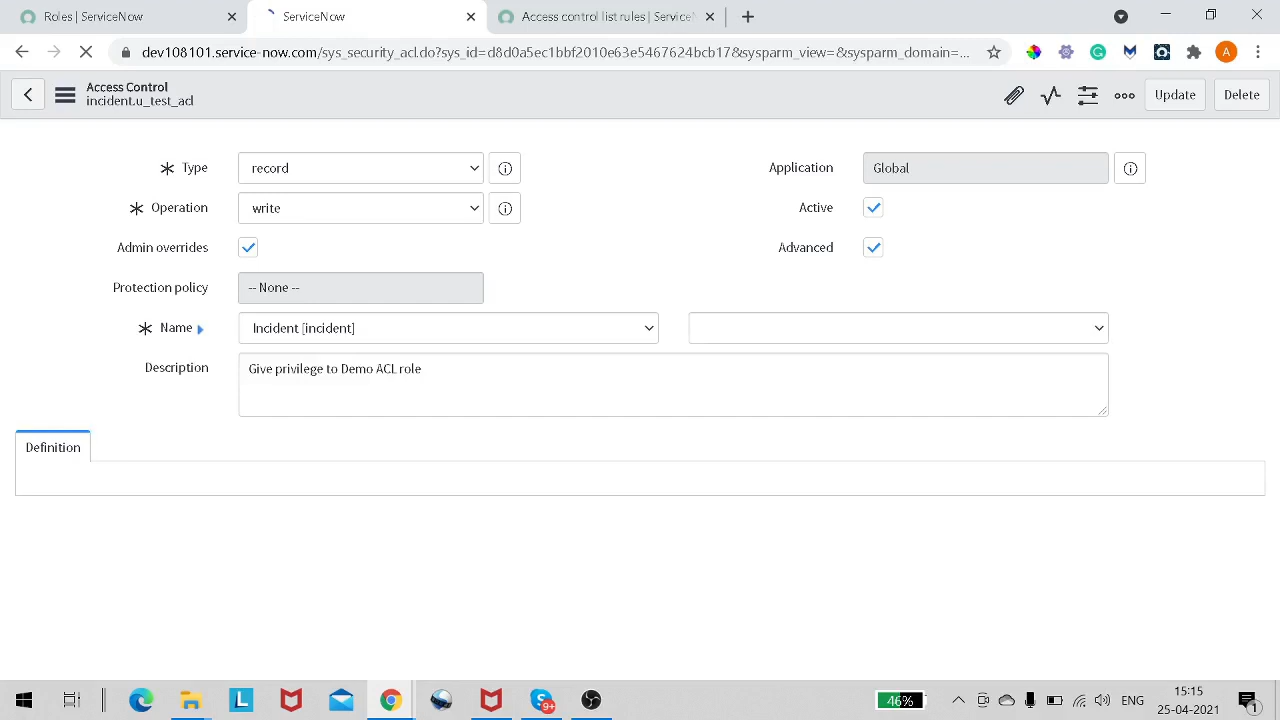 Roles | ServiceNow
ServiceNow
Access control list rules | Service
dev108101.service-now.com/sys_security_acl.do?sys_id=d8d0a5ec1bbf2010e63e5467624bcb17&sysparm_view=&sysparm_domain=...
A
Access Control
incident.u_test_acl
Update
Delete
Type
record
Application
Global
Operation
write
Active
Admin overrides
Advanced
Protection policy
-- None --
Name
Incident [incident]
Description
Give privilege to Demo ACL role
Definition
L
S
9+
46%
ENG
15:15
25-04-2021
1